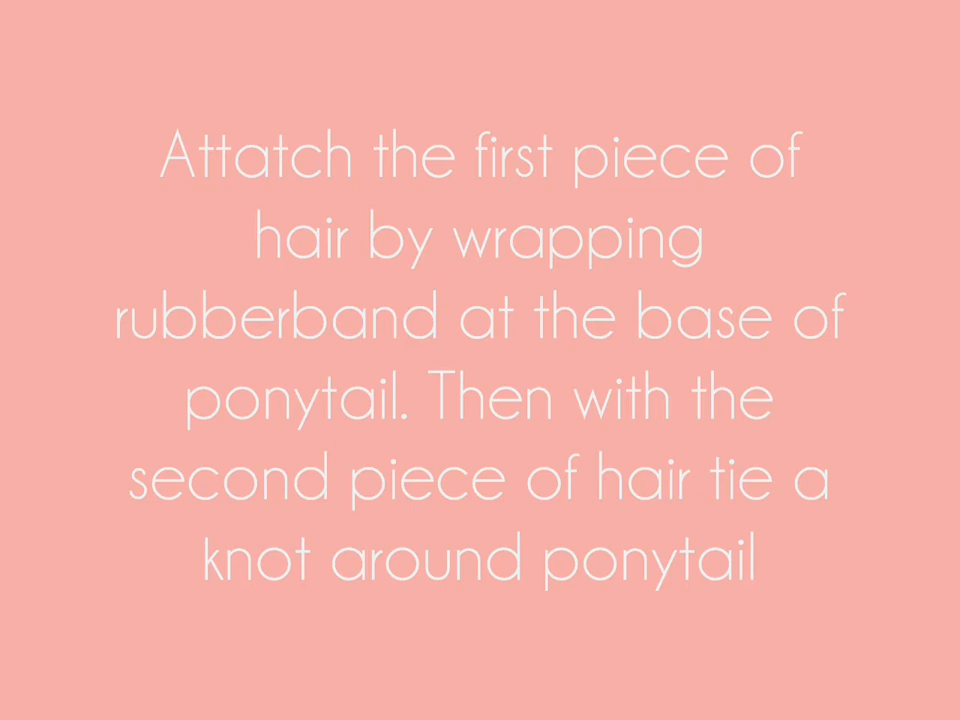 Attatch the first piece of
hair by wrapping
rubberband at the base of
ponytail. Then with the
second piece of hair tie a
knot around ponytail